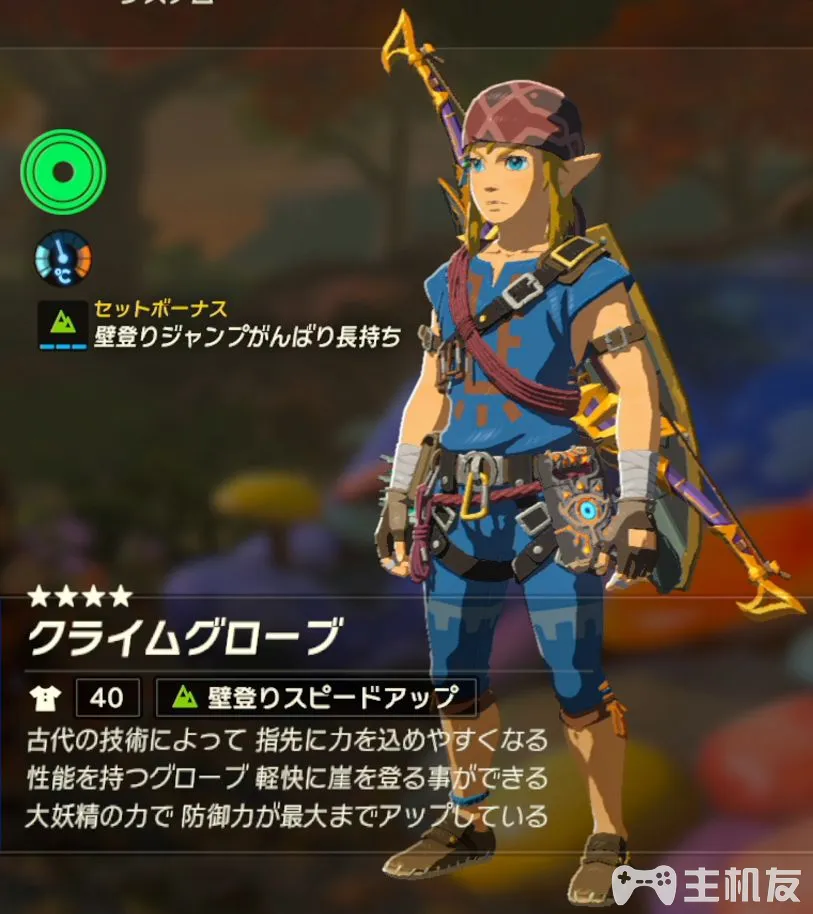 システム
℃
セットボーナス
壁登りジャンプがんばり長持ち
★★★★
クライムグローブ
40 壁登りスピードアップ
古代の技術によって 指先に力を込めやすくなる
性能を持つグローブ 軽快に崖を登る事ができる
大妖精の力で 防御力が最大までアップしている
主机友